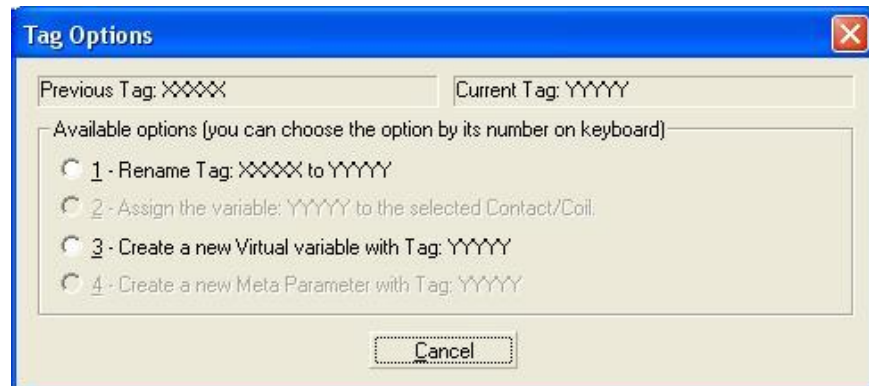 Tag Options
Previous Tag: XXXXX
Current Tag: YYYYY
Available options (you can choose the option by its number on keyboard)
1 - Rename Tag: XXXXX to YYYYY
2 - Assign the variable: YYYYY to the selected Contact/Coil.
3 - Create a new Virtual variable with Tag: YYYYY
4 - Create a new Meta Parameter with Tag: YYYYY
Cancel